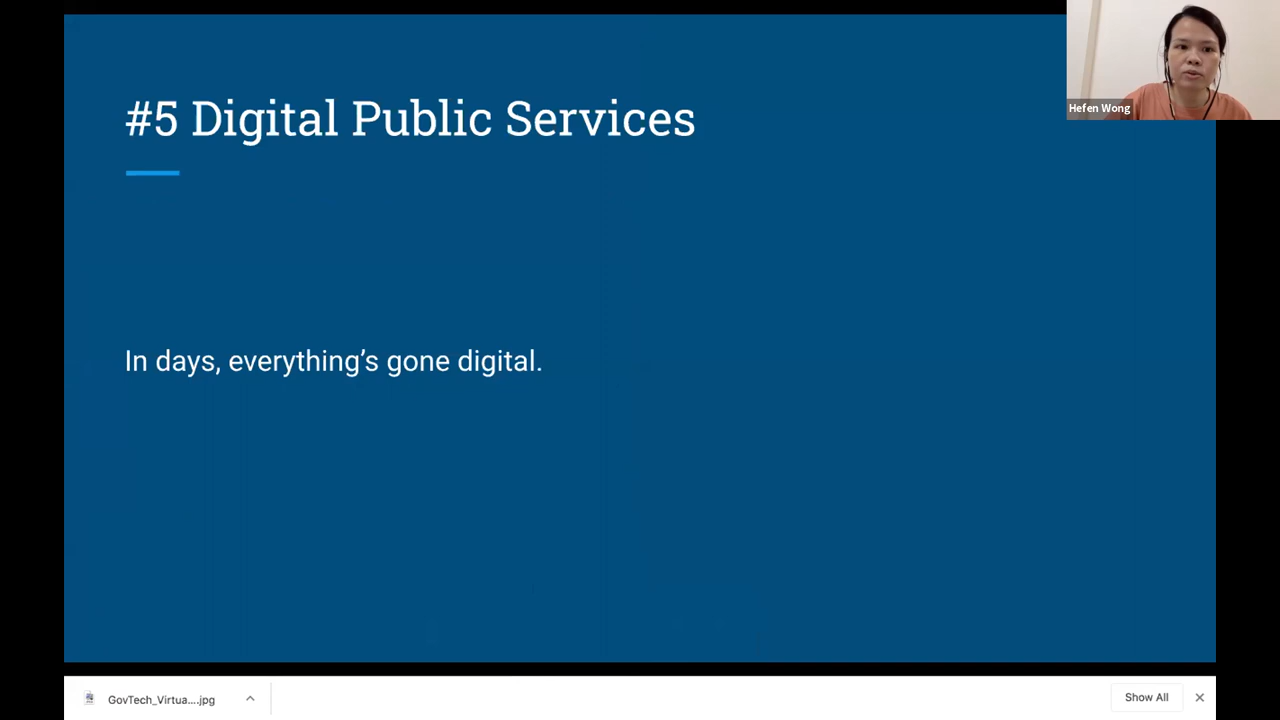 #5 Digital Public Services
Hefen Wong
In days, everything’s gone digital.
GovTech_Virtua....jpg
Show All